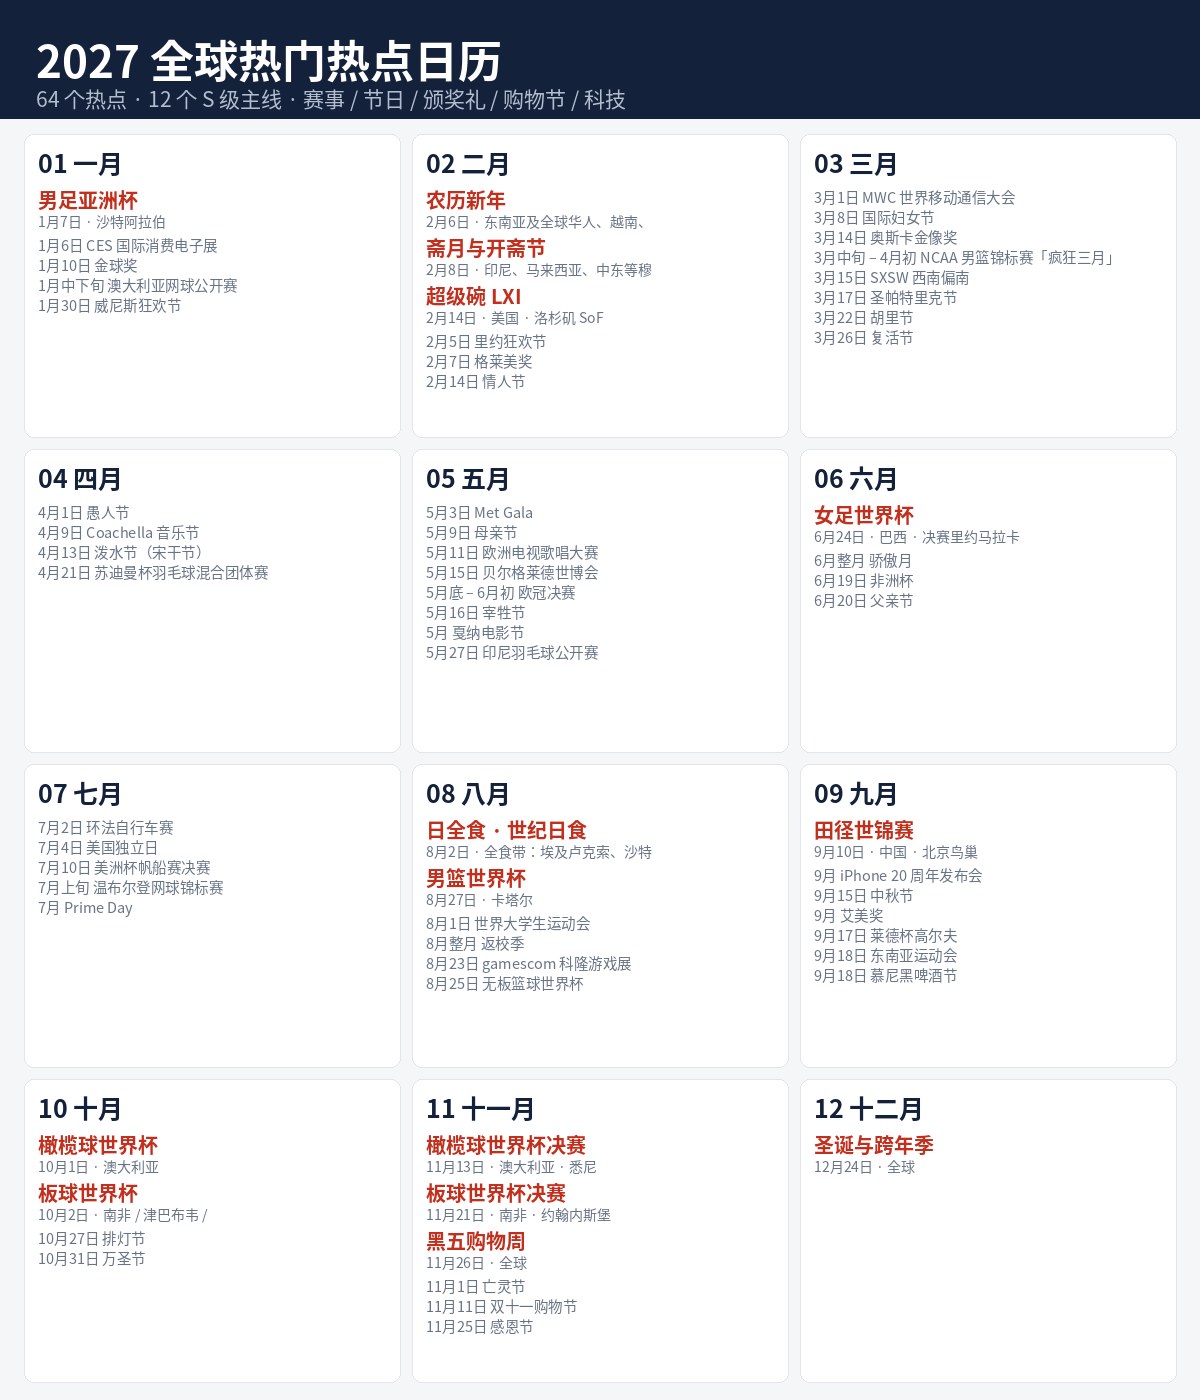 2027 全球热门热点日历
64 个热点 · 12 个 S 级主线 · 赛事 / 节日 / 颁奖礼 / 购物节 / 科技
01 一月
男足亚洲杯
1月7日 · 沙特阿拉伯
1月6日 CES 国际消费电子展
1月10日 金球奖
1月中下旬 澳大利亚网球公开赛
1月30日 威尼斯狂欢节
02 二月
农历新年
2月6日 · 东南亚及全球华人、越南、
斋月与开斋节
2月8日 · 印尼、马来西亚、中东等穆
超级碗 LXI
2月14日 · 美国 · 洛杉矶 SoF
2月5日 里约狂欢节
2月7日 格莱美奖
2月14日 情人节
03 三月
3月1日 MWC 世界移动通信大会
3月8日 国际妇女节
3月14日 奥斯卡金像奖
3月中旬 – 4月初 NCAA 男篮锦标赛「疯狂三月」
3月15日 SXSW 西南偏南
3月17日 圣帕特里克节
3月22日 胡里节
3月26日 复活节
04 四月
4月1日 愚人节
4月9日 Coachella 音乐节
4月13日 泼水节（宋干节）
4月21日 苏迪曼杯羽毛球混合团体赛
05 五月
5月3日 Met Gala
5月9日 母亲节
5月11日 欧洲电视歌唱大赛
5月15日 贝尔格莱德世博会
5月底 – 6月初 欧冠决赛
5月16日 宰牲节
5月 戛纳电影节
5月27日 印尼羽毛球公开赛
06 六月
女足世界杯
6月24日 · 巴西 · 决赛里约马拉卡
6月整月 骄傲月
6月19日 非洲杯
6月20日 父亲节
07 七月
7月2日 环法自行车赛
7月4日 美国独立日
7月10日 美洲杯帆船赛决赛
7月上旬 温布尔登网球锦标赛
7月 Prime Day
08 八月
日全食 · 世纪日食
8月2日 · 全食带：埃及卢克索、沙特
男篮世界杯
8月27日 · 卡塔尔
8月1日 世界大学生运动会
8月整月 返校季
8月23日 gamescom 科隆游戏展
8月25日 无板篮球世界杯
09 九月
田径世锦赛
9月10日 · 中国 · 北京鸟巢
9月 iPhone 20 周年发布会
9月15日 中秋节
9月 艾美奖
9月17日 莱德杯高尔夫
9月18日 东南亚运动会
9月18日 慕尼黑啤酒节
10 十月
橄榄球世界杯
10月1日 · 澳大利亚
板球世界杯
10月2日 · 南非 / 津巴布韦 /
10月27日 排灯节
10月31日 万圣节
11 十一月
橄榄球世界杯决赛
11月13日 · 澳大利亚 · 悉尼
板球世界杯决赛
11月21日 · 南非 · 约翰内斯堡
黑五购物周
11月26日 · 全球
11月1日 亡灵节
11月11日 双十一购物节
11月25日 感恩节
12 十二月
圣诞与跨年季
12月24日 · 全球